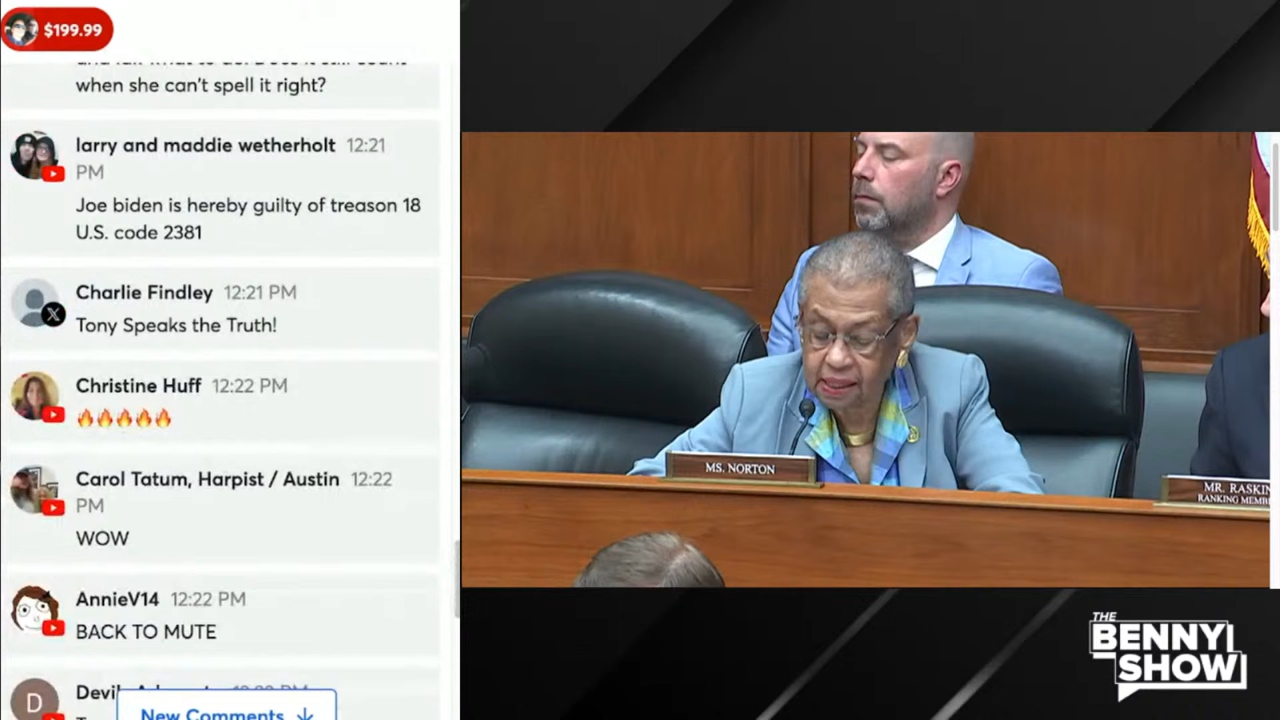 $199.99
when she can't spell it right?
larry and maddie wetherholt 12:21
PM
Joe biden is hereby guilty of treason 18
U.S. code 2381
Charlie Findley 12:21 PM
Tony Speaks the Truth!
Christine Huff 12:22 PM
🔥🔥🔥🔥🔥
Carol Tatum, Harpist / Austin 12:22
PM
WOW
AnnieV14 12:22 PM
BACK TO MUTE
D
New Comments ↓
MS. NORTON
MR. RASKIN
RANKING
THE
BENNY
SHOW